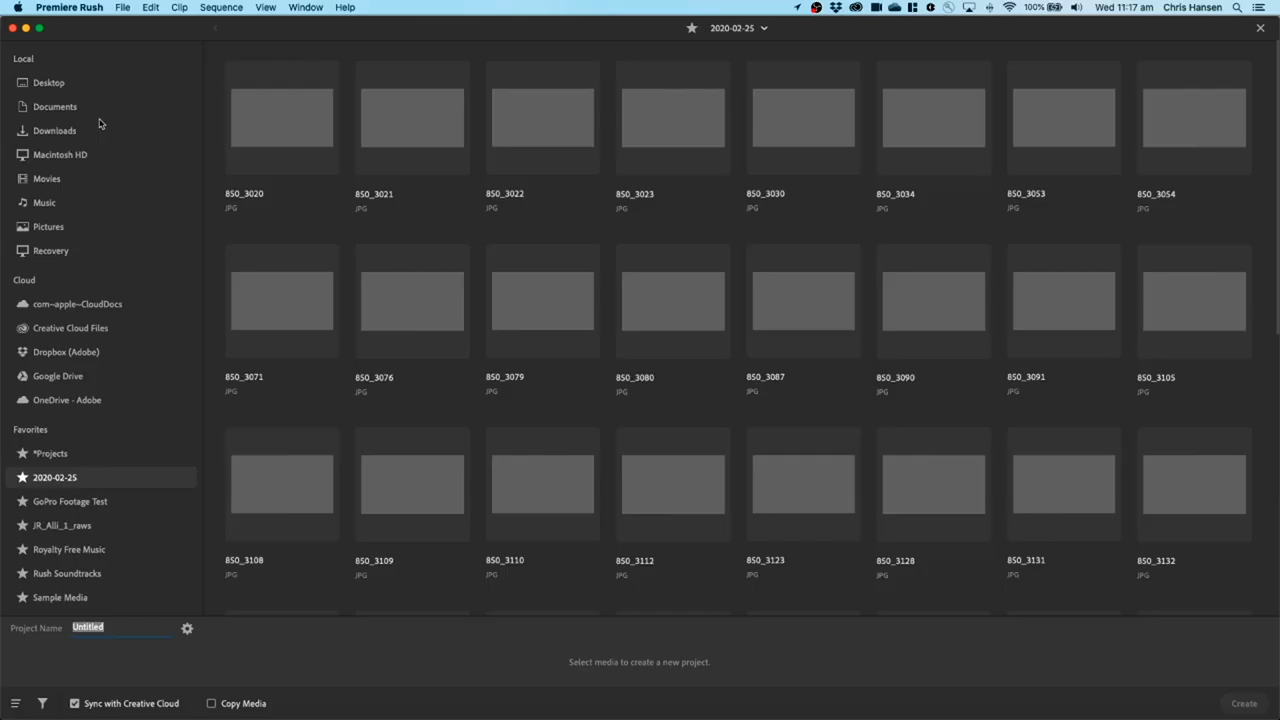 Premiere Rush File Edit Clip Sequence View Window Help 100% Wed 11:17 am Chris Hansen
2020-02-25
Local
Desktop
Documents
Downloads
Macintosh HD
Movies
Music
Pictures
Recovery
Cloud
com~apple~CloudDocs
Creative Cloud Files
Dropbox (Adobe)
Google Drive
OneDrive - Adobe
Favorites
*Projects
2020-02-25
GoPro Footage Test
JR_Alli_1_raws
Royalty Free Music
Rush Soundtracks
Sample Media
850_3020 850_3021 850_3022 850_3023 850_3030 850_3034 850_3053 850_3054
JPG JPG JPG JPG JPG JPG JPG JPG
850_3071 850_3076 850_3079 850_3080 850_3087 850_3090 850_3091 850_3105
JPG JPG JPG JPG JPG JPG JPG JPG
850_3108 850_3109 850_3110 850_3112 850_3123 850_3128 850_3131 850_3132
JPG JPG JPG JPG JPG JPG JPG JPG
Project Name Untitled
Select media to create a new project.
Sync with Creative Cloud Copy Media Create